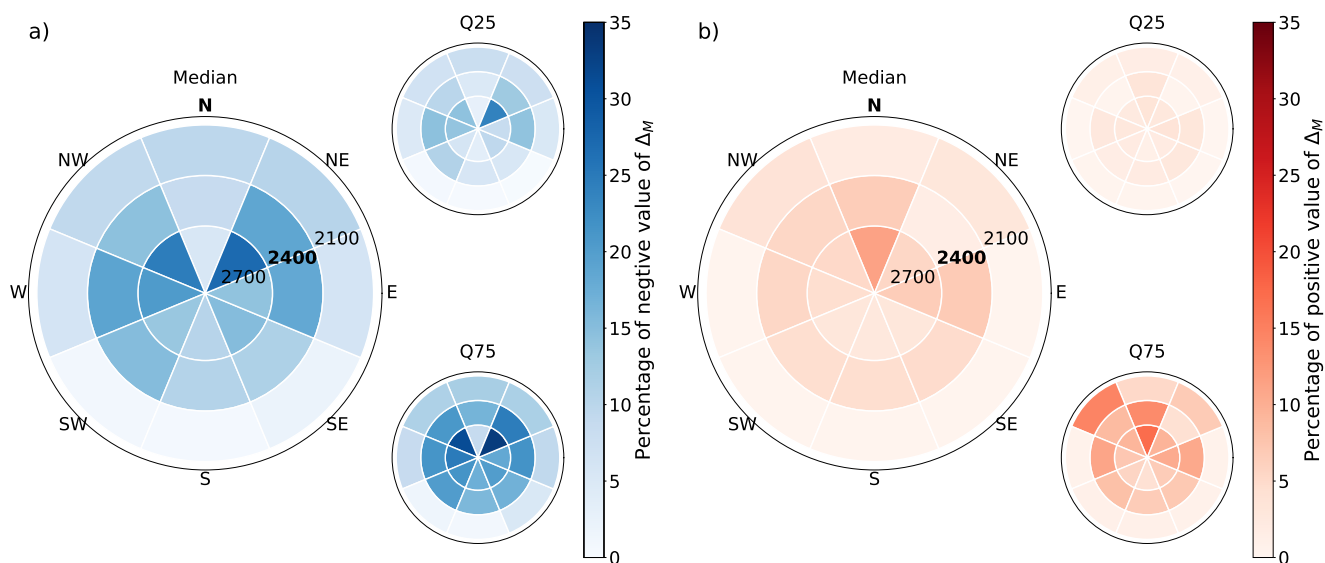 a)
Median
N
NW
NE
W
E
SW
SE
S
2100
2400
2700
Q25
Q75
35
30
25
20
15
10
5
0
Percentage of negtive value of Δ_M
b)
Median
N
NW
NE
W
E
SW
SE
S
2100
2400
2700
Q25
Q75
35
30
25
20
15
10
5
0
Percentage of positive value of Δ_M